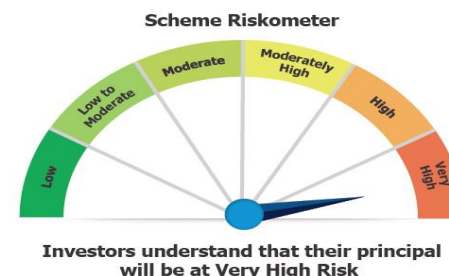 Scheme Riskometer
Low
Low to
Moderate
Moderate
Moderately
High
High
Very
High
Investors understand that their principal
will be at Very High Risk